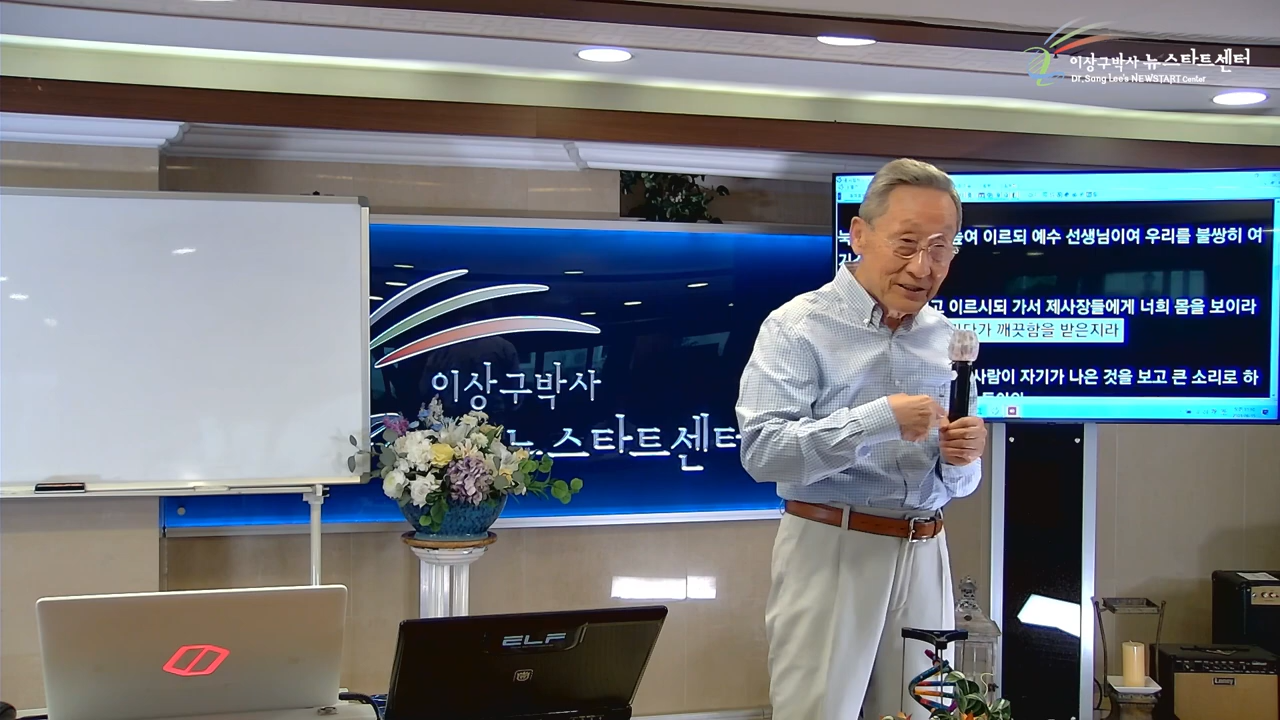 이상구박사 뉴스타트센터
Dr. Sang Lee's NEWSTART Center
여 이르되 예수 선생님이여 우리를 불쌍히 여
고 이르시되 가서 제사장들에게 너희 몸을 보이라
가 깨끗함을 받은지라
사람이 자기가 나은 것을 보고 큰 소리로 하
이상구박사
뉴스타트센터
ELF
Laney